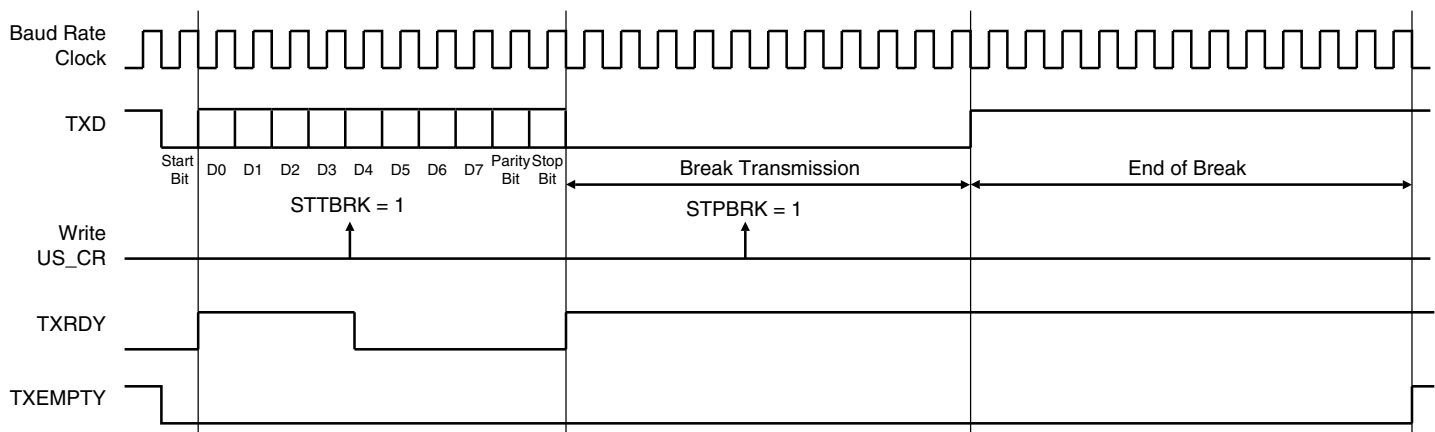 Baud Rate
Clock
TXD
Start
Bit
D0 D1 D2 D3 D4 D5 D6 D7
Parity
Bit
Stop
Bit
Break Transmission
End of Break
STTBRK = 1
STPBRK = 1
Write
US_CR
TXRDY
TXEMPTY